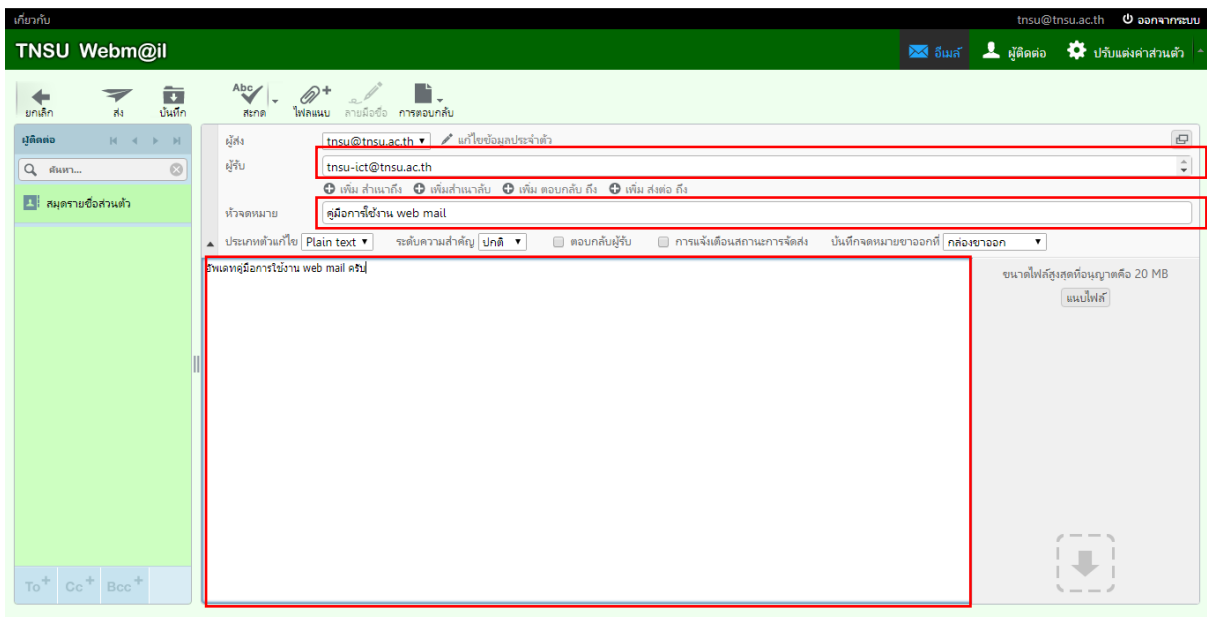 เกี่ยวกับ tnsu@tnsu.ac.th ออกจากระบบ
TNSU Webm@il อีเมล์ ผู้ติดต่อ ปรับแต่งค่าส่วนตัว
Abc
ยกเลิก ส่ง บันทึก สะกด ไฟลแนบ ลายมือชื่อ การตอบกลับ
ผู้ติดต่อ ผู้ส่ง tnsu@tnsu.ac.th แก้ไขข้อมูลประจำตัว
ค้นหา... ผู้รับ tnsu-ict@tnsu.ac.th
เพิ่ม สำเนาถึง เพิ่มสำเนาลับ เพิ่ม ตอบกลับ ถึง เพิ่ม ส่งต่อ ถึง
สมุดรายชื่อส่วนตัว หัวจดหมาย คู่มือการใช้งาน web mail
ประเภทตัวแก้ไข Plain text ระดับความสำคัญ ปกติ ตอบกลับผู้รับ การแจ้งเตือนสถานะการจัดส่ง บันทึกจดหมายขาออกที่ กล่องขาออก
อัพเดทคู่มือการใช้งาน web mail ครับ
ขนาดไฟล์สูงสุดที่อนุญาตคือ 20 MB
แนบไฟล์
To+ Cc+ Bcc+